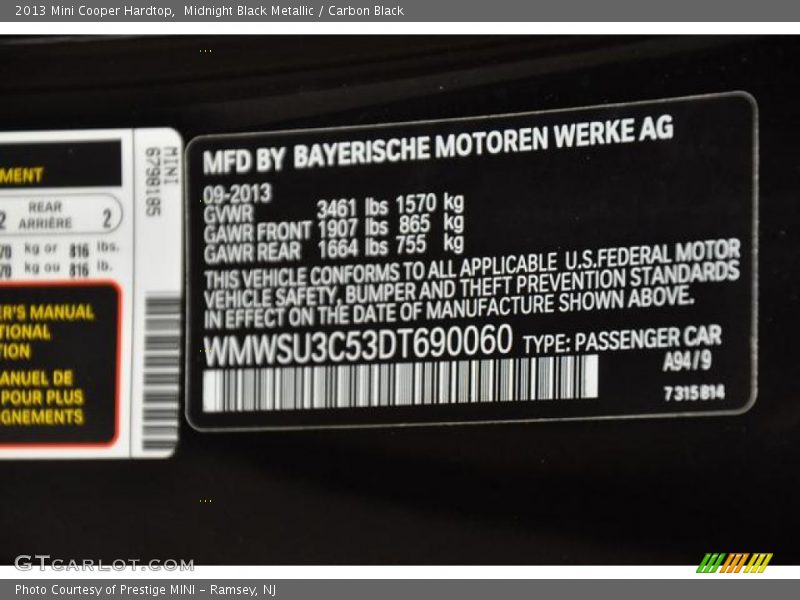 2013 Mini Cooper Hardtop,  Midnight Black Metallic / Carbon Black
MENT
2 REAR
ARRIÈRE 2
70 kg or 816 lbs.
70 kg ou 816 lb.
ER'S MANUAL
TIONAL
TION
ANUEL DE
POUR PLUS
GNEMENTS
MINI
6798185
MFD BY BAYERISCHE MOTOREN WERKE AG
09-2013
GVWR 3461 lbs 1570 kg
GAWR FRONT 1907 lbs 865 kg
GAWR REAR 1664 lbs 755 kg
THIS VEHICLE CONFORMS TO ALL APPLICABLE U.S.FEDERAL MOTOR
VEHICLE SAFETY, BUMPER AND THEFT PREVENTION STANDARDS
IN EFFECT ON THE DATE OF MANUFACTURE SHOWN ABOVE.
WMWSU3C53DT690060 TYPE: PASSENGER CAR
A94/9
7315814
GTCARLOT.COM
Photo Courtesy of Prestige MINI - Ramsey, NJ